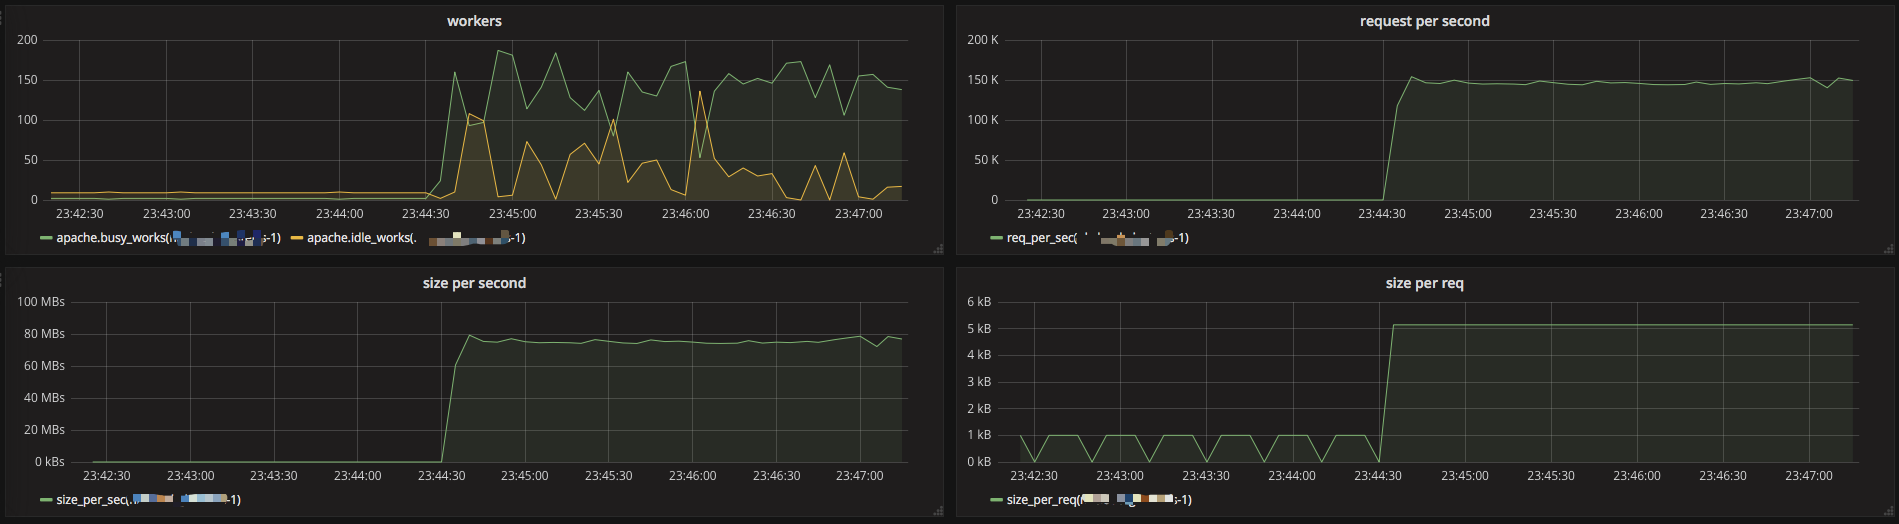 workers
200
150
100
50
0
23:42:30 23:43:00 23:43:30 23:44:00 23:44:30 23:45:00 23:45:30 23:46:00 23:46:30 23:47:00
apache.busy_works( s-1) apache.idle_works(. s-1)
request per second
200 K
150 K
100 K
50 K
0
23:42:30 23:43:00 23:43:30 23:44:00 23:44:30 23:45:00 23:45:30 23:46:00 23:46:30 23:47:00
req_per_sec( s-1)
size per second
100 MBs
80 MBs
60 MBs
40 MBs
20 MBs
0 kBs
23:42:30 23:43:00 23:43:30 23:44:00 23:44:30 23:45:00 23:45:30 23:46:00 23:46:30 23:47:00
size_per_sec( -1)
size per req
6 kB
5 kB
4 kB
3 kB
2 kB
1 kB
0 kB
23:42:30 23:43:00 23:43:30 23:44:00 23:44:30 23:45:00 23:45:30 23:46:00 23:46:30 23:47:00
size_per_req( s-1)